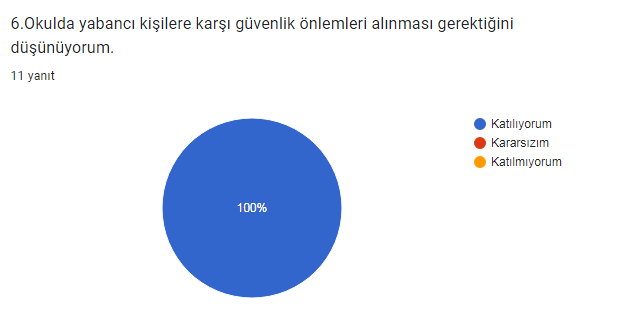 6.Okulda yabancı kişilere karşı güvenlik önlemleri alınması gerektiğini
düşünüyorum.
11 yanıt
Katılıyorum
Kararsızım
Katılmıyorum
100%